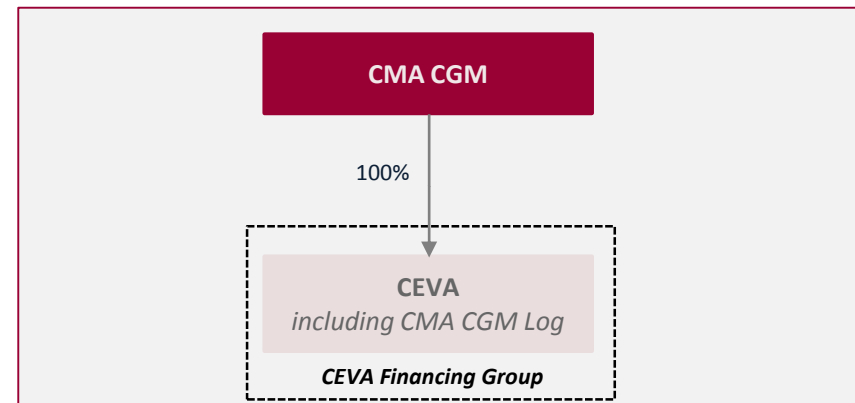 CMA CGM
100%
CEVA
including CMA CGM Log
CEVA Financing Group